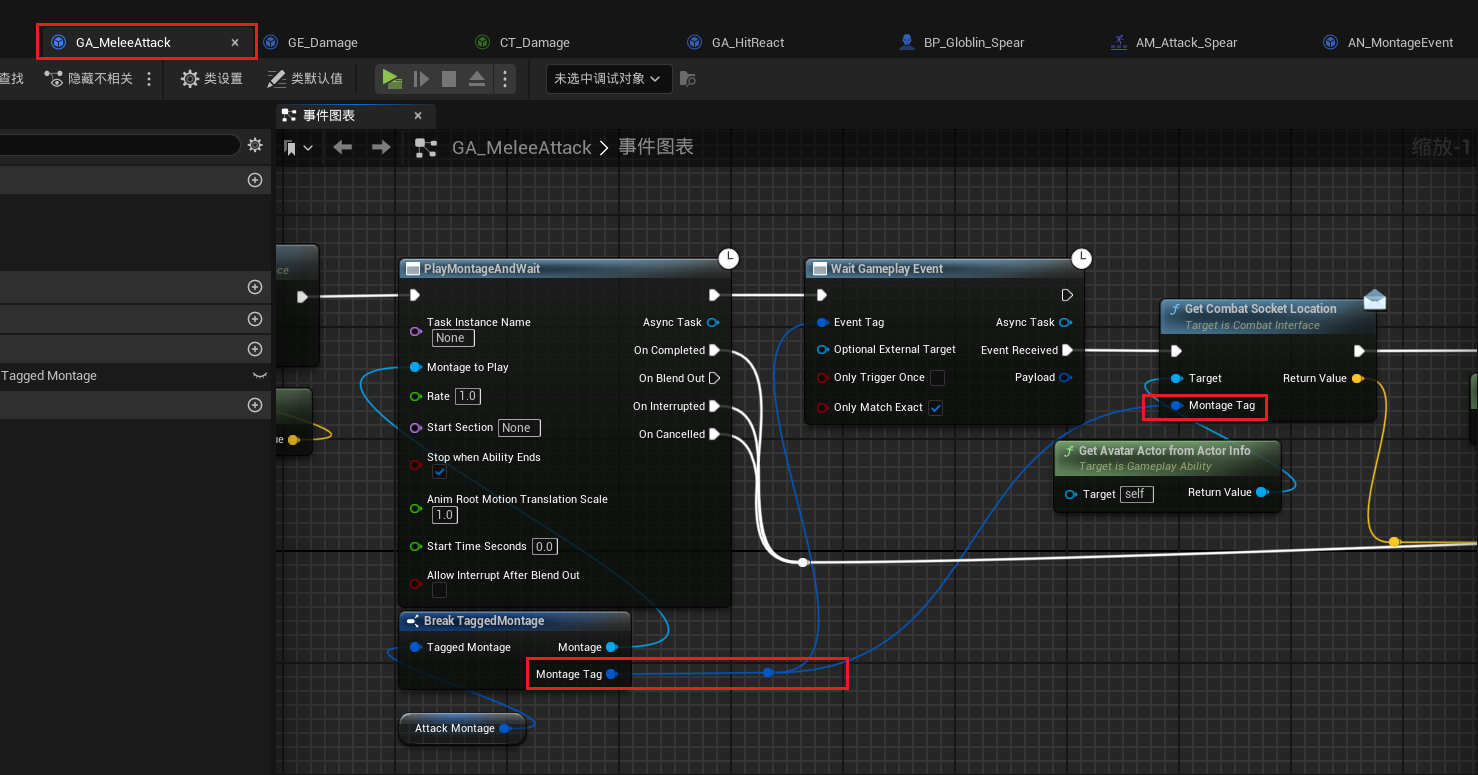 GA_MeleeAttack
GE_Damage
CT_Damage
GA_HitReact
BP_Globlin_Spear
AM_Attack_Spear
AN_MontageEvent
查找
隐藏不相关
类设置
类默认值
未选中调试对象
事件图表
GA_MeleeAttack
事件图表
缩放-1
Tagged Montage
PlayMontageAndWait
Task Instance Name
None
Async Task
On Completed
Montage to Play
On Blend Out
Rate
1.0
On Interrupted
Start Section
None
On Cancelled
Stop when Ability Ends
Anim Root Motion Translation Scale
1.0
Start Time Seconds
0.0
Allow Interrupt After Blend Out
Wait Gameplay Event
Event Tag
Async Task
Optional External Target
Event Received
Only Trigger Once
Payload
Only Match Exact
Get Combat Socket Location
Target is Combat Interface
Target
Return Value
Montage Tag
Get Avatar Actor from Actor Info
Target is Gameplay Ability
Target
self
Return Value
Break TaggedMontage
Tagged Montage
Montage
Montage Tag
Attack Montage